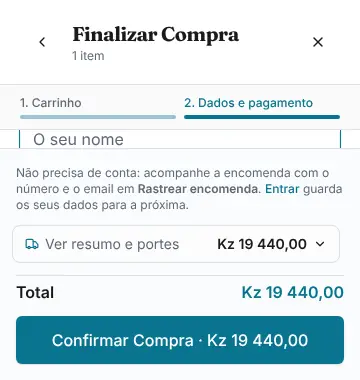 Finalizar Compra
1 item
1. Carrinho
2. Dados e pagamento
O seu nome
Não precisa de conta: acompanhe a encomenda com o
número e o email em Rastrear encomenda. Entrar guarda
os seus dados para a próxima.
Ver resumo e portes Kz 19 440,00
Total Kz 19 440,00
Confirmar Compra · Kz 19 440,00